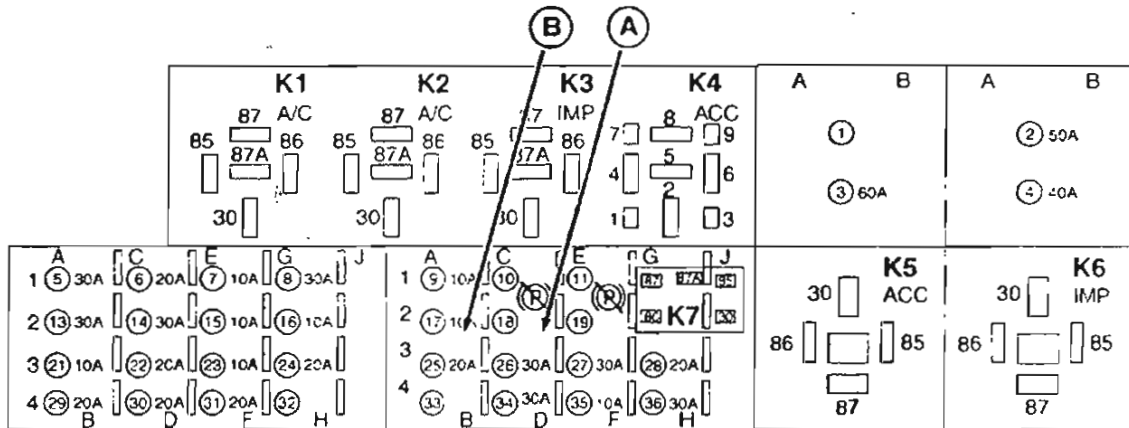 B A
K1 K2 K3 K4 A B A B
A/C A/C IMP ACC
87 87 7 8 9 1 2 50A
85 86 85 86 85 86
87A 87A 87A 4 5 6
3 60A 4 40A
30 30 30 1 2 3
A C E G J A C E G J K5 K6
1 5 30A 6 20A 7 10A 8 30A 1 9 10A 10 11 87 87A 30 ACC 30 IMP
P P
2 13 30A 14 30A 15 10A 16 10A 2 17 18 19 K7
86 85 86 85
3 21 10A 22 20A 23 10A 24 20A 3 25 20A 26 30A 27 30A 28 20A
4 29 20A 30 20A 31 20A 32 4 33 34 30A 35 10A 36 30A 87 87
B D F H B D F H